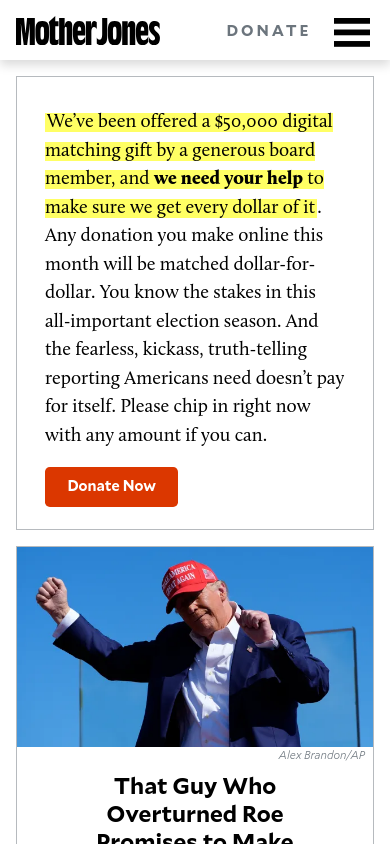 Mother Jones
DONATE
We've been offered a $50,000 digital
matching gift by a generous board
member, and we need your help to
make sure we get every dollar of it.
Any donation you make online this
month will be matched dollar-for-
dollar. You know the stakes in this
all-important election season. And
the fearless, kickass, truth-telling
reporting Americans need doesn't pay
for itself. Please chip in right now
with any amount if you can.
Donate Now
AMERICA
AGAIN
Alex Brandon/AP
That Guy Who
Overturned Roe
Promises to Make